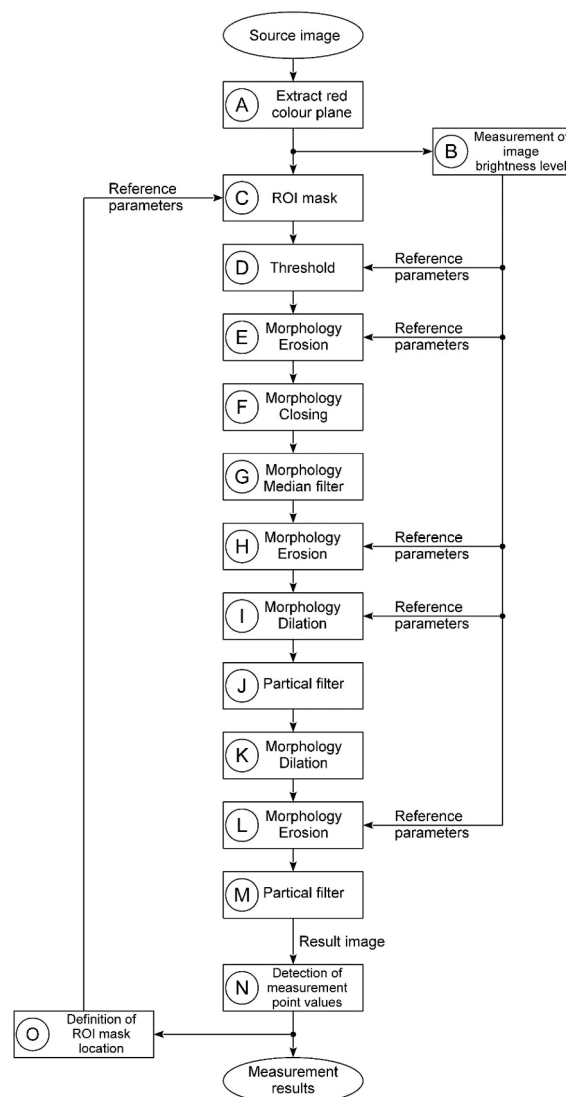 Source image
A
Extract red
colour plane
B
Measurement of
image
brightness level
Reference
parameters
C
ROI mask
D
Threshold
Reference
parameters
E
Morphology
Erosion
Reference
parameters
F
Morphology
Closing
G
Morphology
Median filter
H
Morphology
Erosion
Reference
parameters
I
Morphology
Dilation
Reference
parameters
J
Partical filter
K
Morphology
Dilation
L
Morphology
Erosion
Reference
parameters
M
Partical filter
Result image
N
Detection of
measurement
point values
O
Definition of
ROI mask
location
Measurement
results